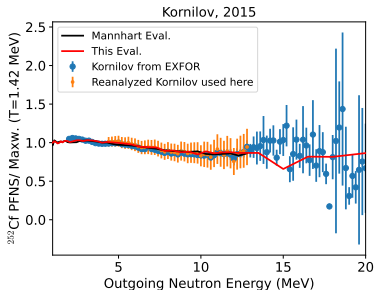 Kornilov, 2015
Mannhart Eval.
This Eval.
Kornilov from EXFOR
Reanalyzed Kornilov used here
²⁵²Cf PFNS/ Maxw. (T=1.42 MeV)
2.5
2.0
1.5
1.0
0.5
0.0
5 10 15 20
Outgoing Neutron Energy (MeV)